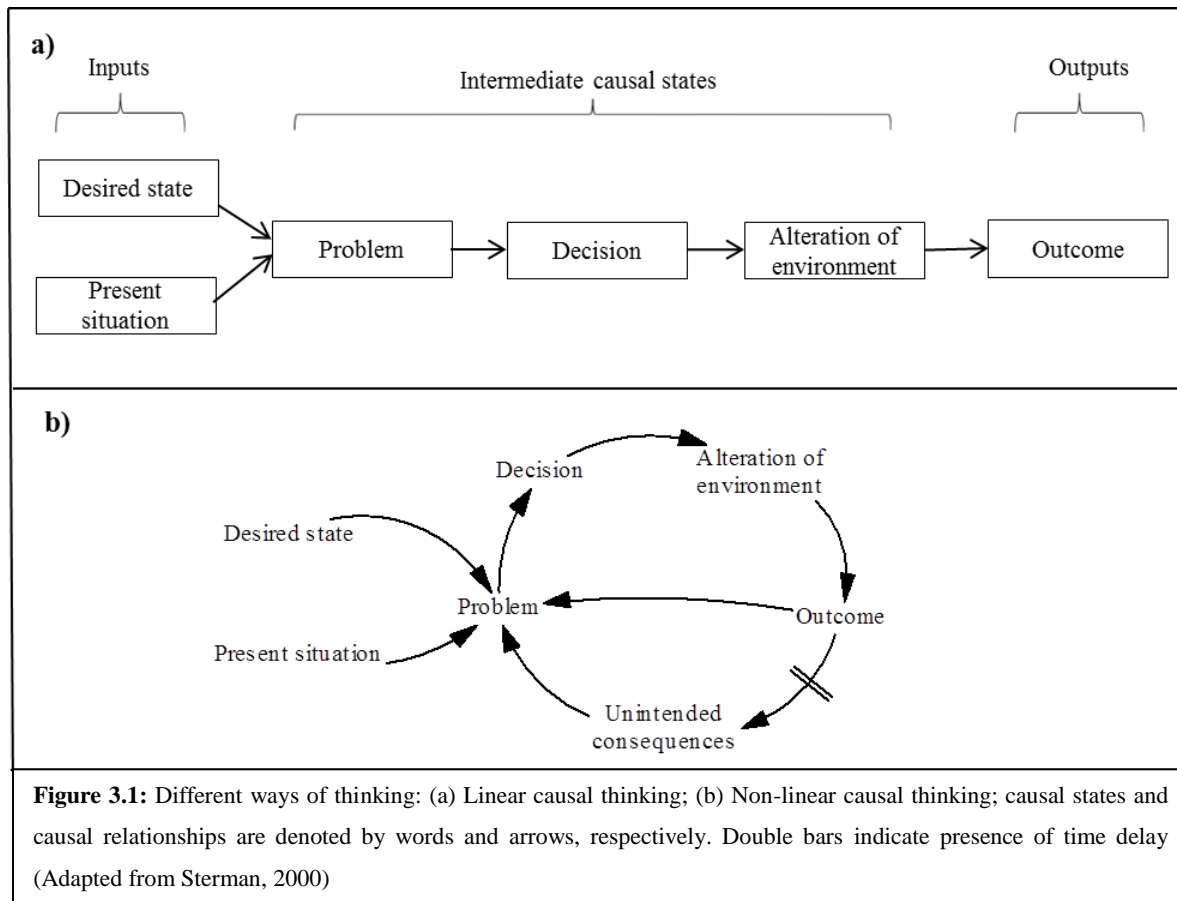 a)
Inputs
Intermediate causal states
Outputs
Desired state
Present
situation
Problem
Decision
Alteration of
environment
Outcome
b)
Decision
Alteration of
environment
Desired state
Problem
Outcome
Present situation
Unintended
consequences
Figure 3.1: Different ways of thinking: (a) Linear causal thinking; (b) Non-linear causal thinking; causal states and
causal relationships are denoted by words and arrows, respectively. Double bars indicate presence of time delay
(Adapted from Sterman, 2000)